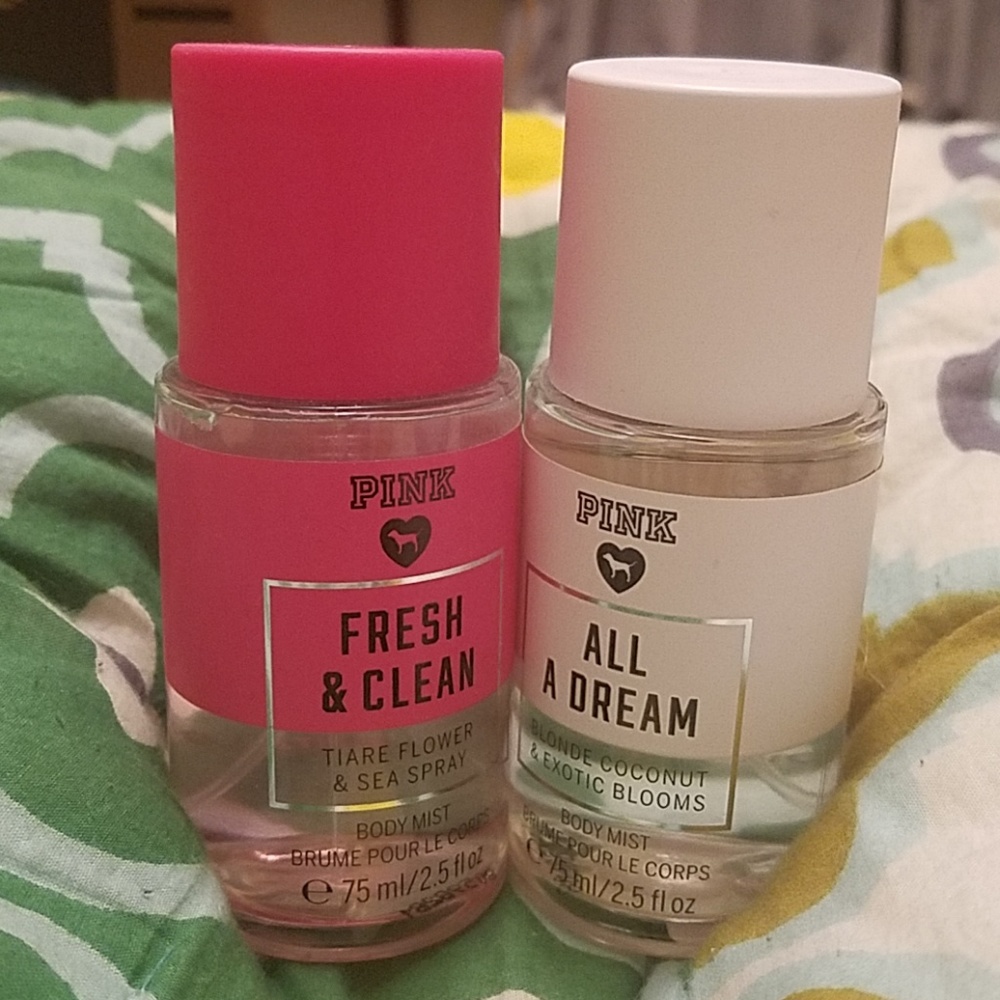 PINK
FRESH
& CLEAN
TIARE FLOWER
& SEA SPRAY
BODY MIST
BRUME POUR LE CORPS
℮ 75 ml/2.5 fl oz
PINK
ALL
A DREAM
BLONDE COCONUT
& EXOTIC BLOOMS
BODY MIST
BRUME POUR LE CORPS
℮ 75 ml/2.5 fl oz